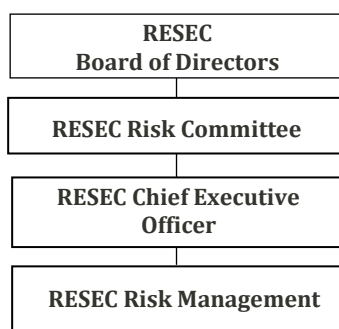 RESEC
Board of Directors
RESEC Risk Committee
RESEC Chief Executive
Officer
RESEC Risk Management